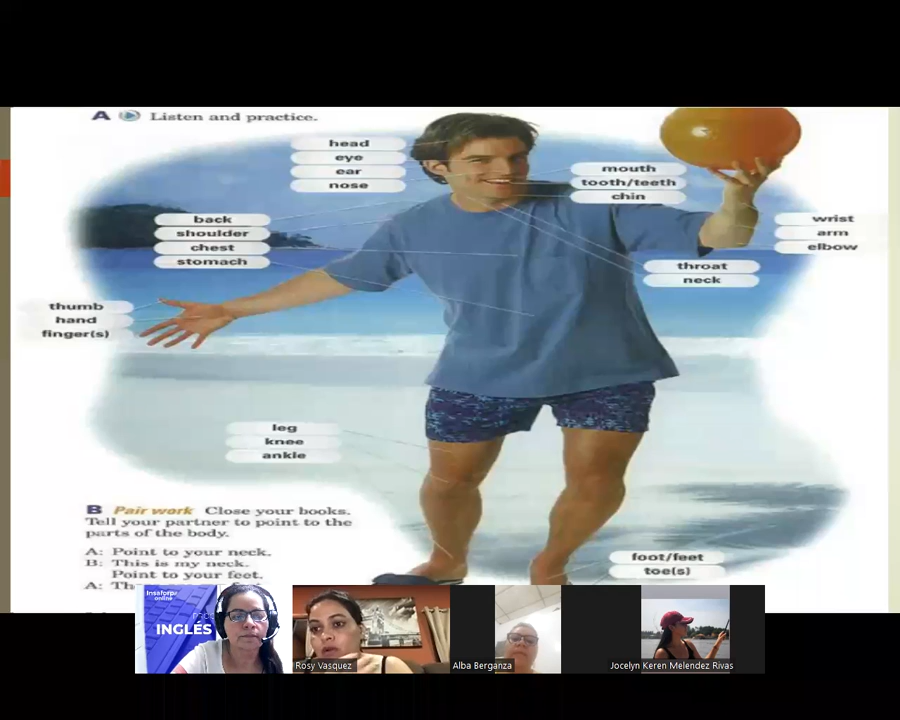 A Listen and practice.
head
eye
ear
nose
mouth
tooth/teeth
chin
back
shoulder
chest
stomach
wrist
arm
elbow
throat
neck
thumb
hand
finger(s)
leg
knee
ankle
B Pair work Close your books.
Tell your partner to point to the
parts of the body.
A: Point to your neck.
B: This is my neck.
Point to your feet.
A: Th
foot/feet
toe(s)
online
INGLÉS
Rosy Vasquez
Alba Berganza
Jocelyn Keren Melendez Rivas